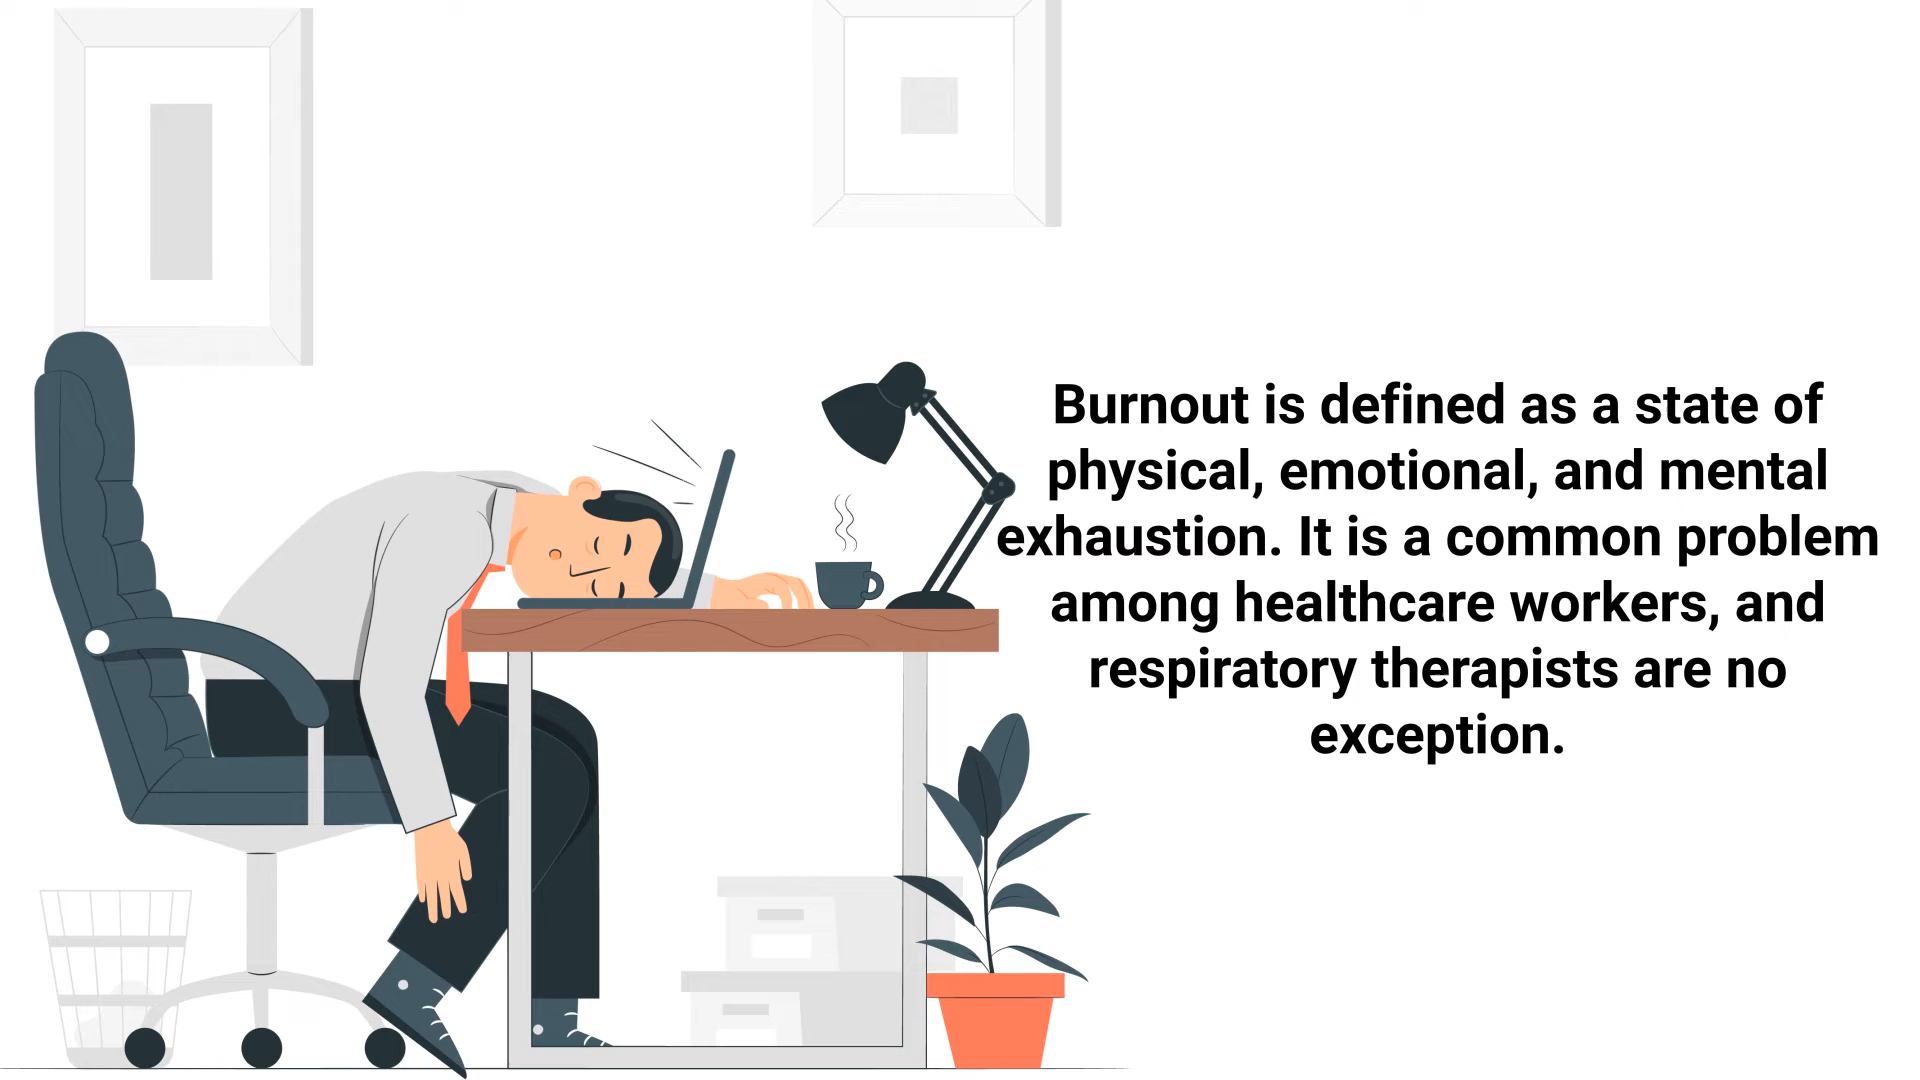 Burnout is defined as a state of
physical, emotional, and mental
exhaustion. It is a common problem
among healthcare workers, and
respiratory therapists are no
exception.